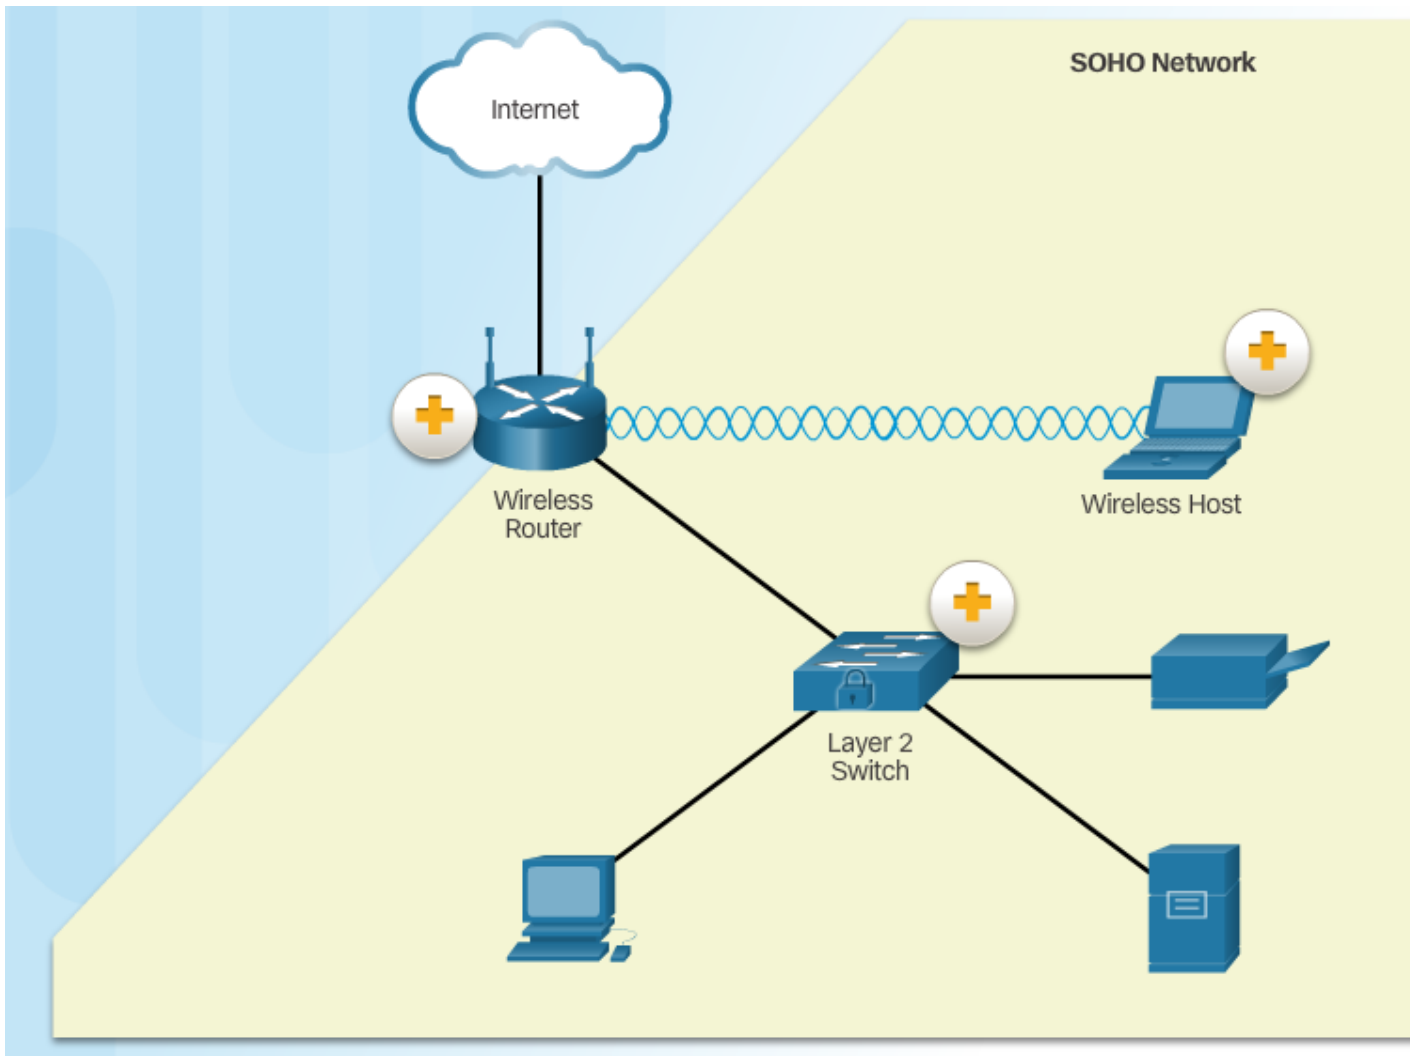 SOHO Network
Internet
Wireless
Router
Wireless Host
Layer 2
Switch